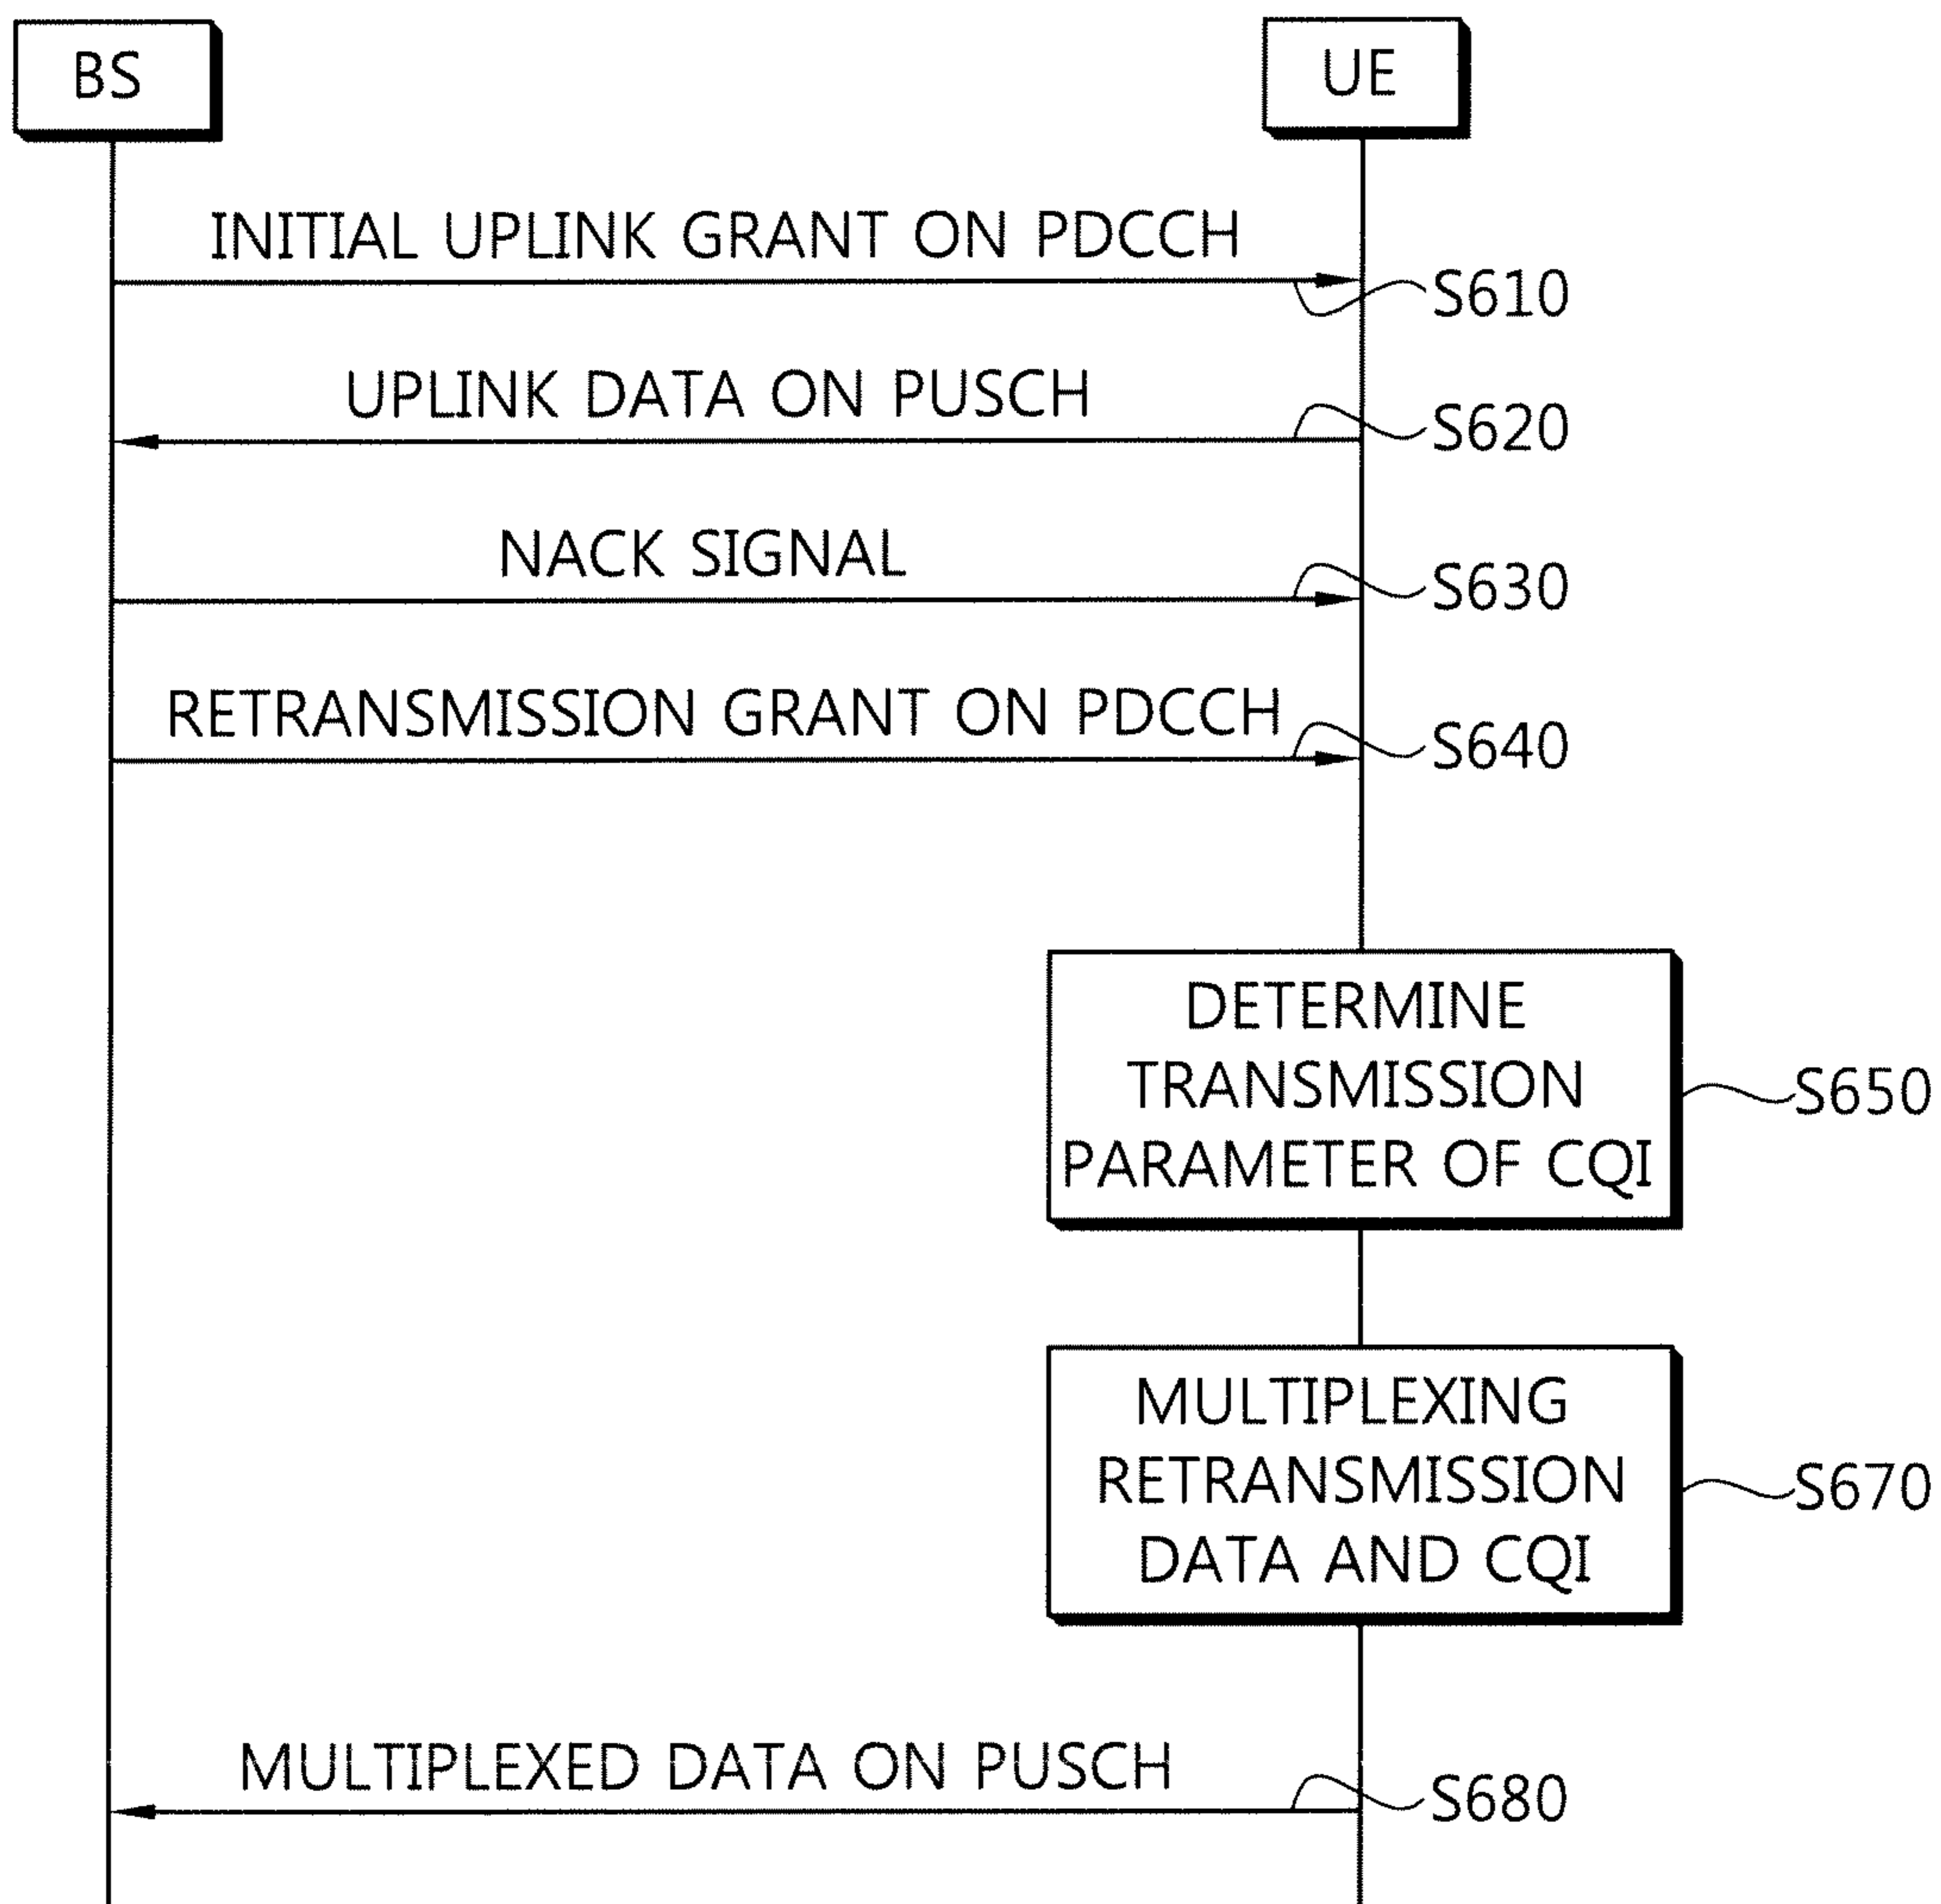 BS
UE
INITIAL UPLINK GRANT ON PDCCH
S610
UPLINK DATA ON PUSCH
S620
NACK SIGNAL
S630
RETRANSMISSION GRANT ON PDCCH
S640
DETERMINE
TRANSMISSION
PARAMETER OF CQI
S650
MULTIPLEXING
RETRANSMISSION
DATA AND CQI
S670
MULTIPLEXED DATA ON PUSCH
S680